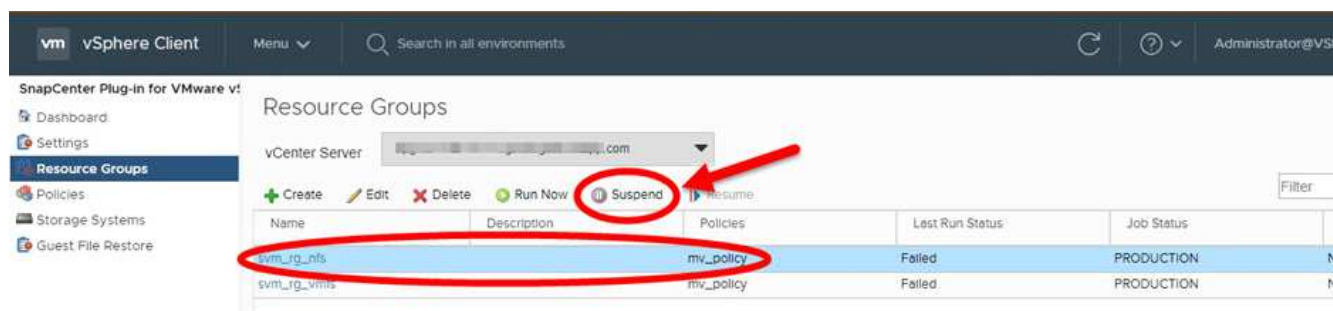 vm vSphere Client Menu Search in all environments Administrator@VS
SnapCenter Plug-in for VMware vS
Resource Groups
Dashboard
Settings
vCenter Server .com
Resource Groups
Policies
Create Edit Delete Run Now Suspend Resume Filter
Storage Systems
Name Description Policies Last Run Status Job Status
Guest File Restore
svm_rg_nfs mv_policy Failed PRODUCTION N
svm_rg_vmfs mv_policy Failed PRODUCTION N